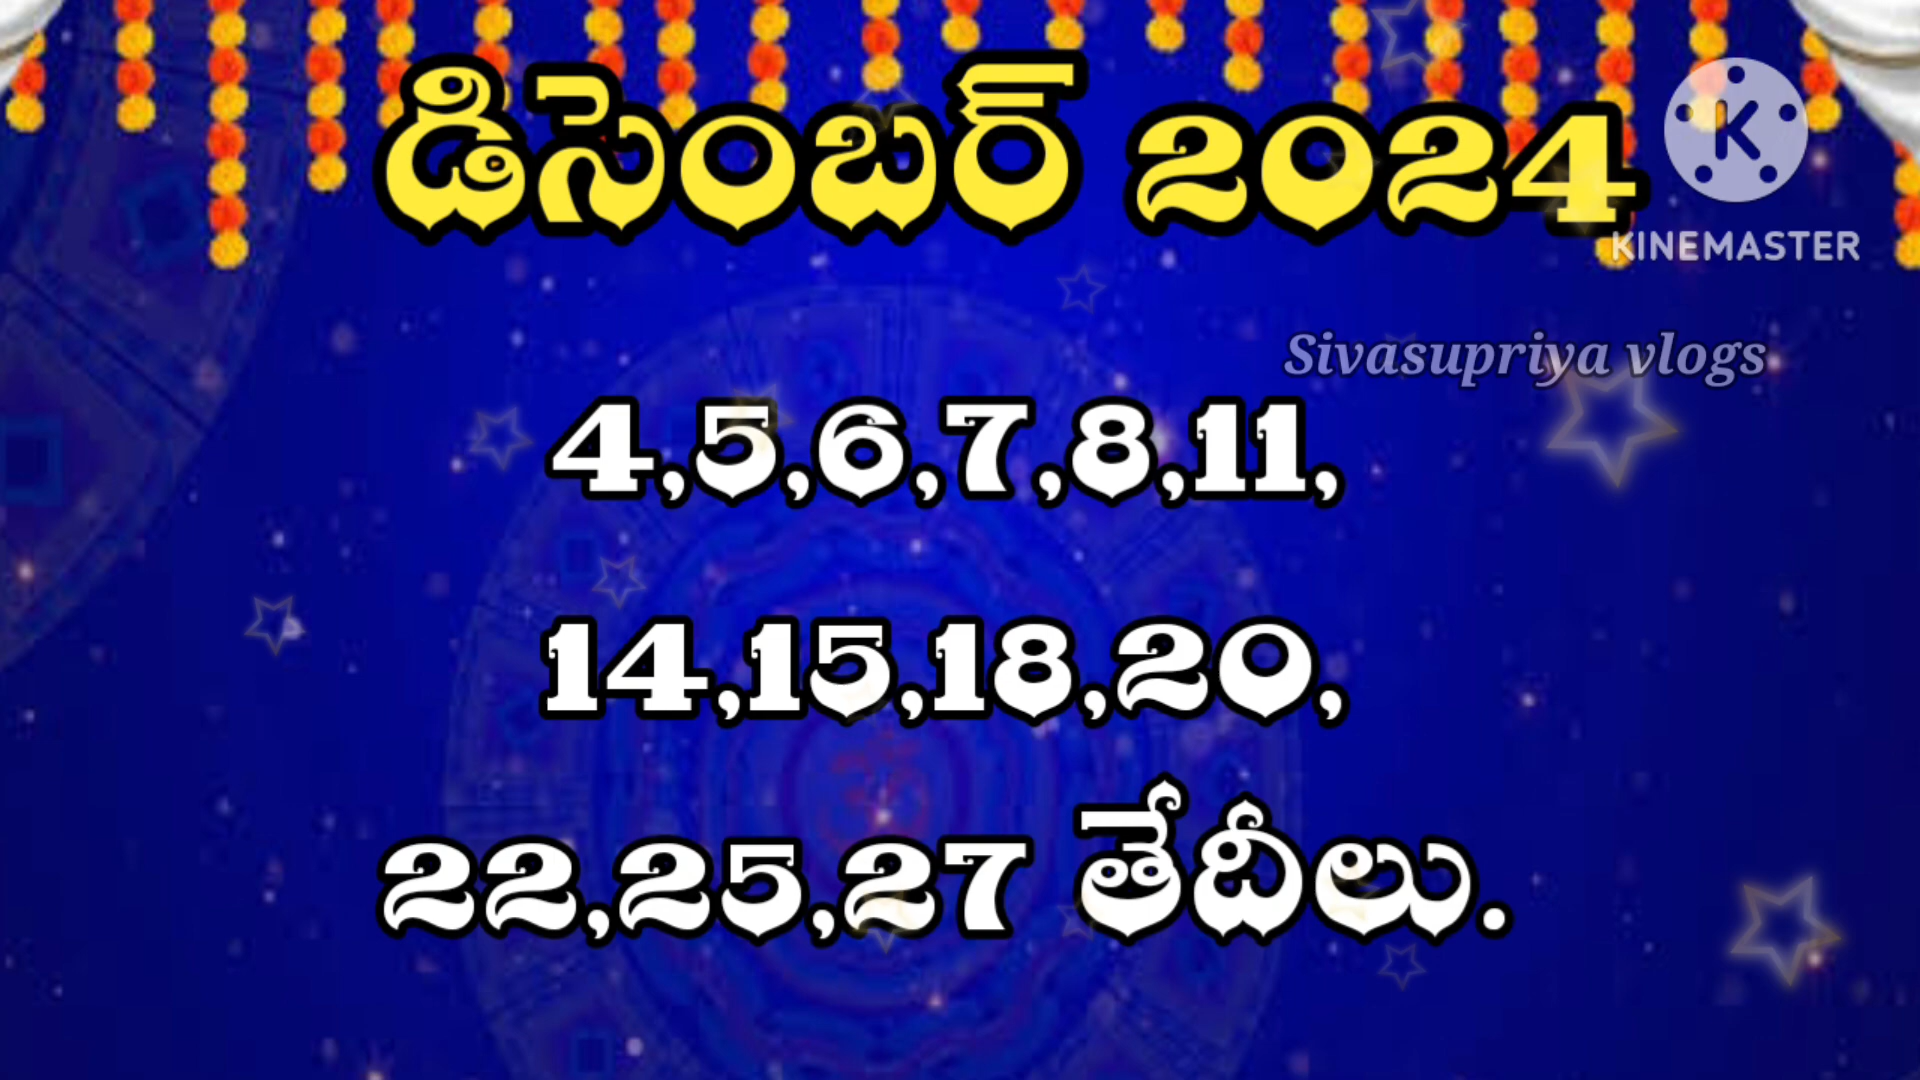 డిసెంబర్ 2024
KINEMASTER
Sivasupriya vlogs
4,5,6,7,8,11,
14,15,18,20,
22,25,27 తేదీలు.